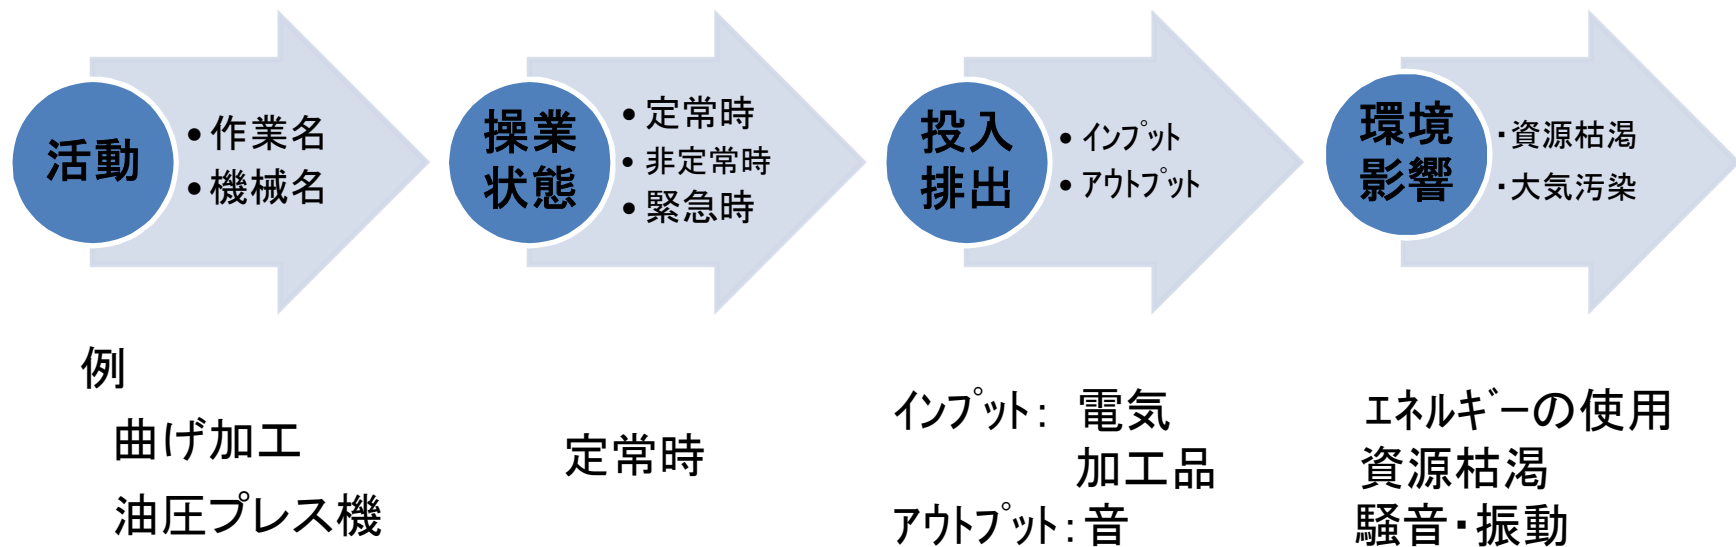 活動
・作業名
・機械名
操業
状態
・定常時
・非定常時
・緊急時
投入
排出
・ｲﾝﾌﾟｯﾄ
・ｱｳﾄﾌﾟｯﾄ
環境
影響
・資源枯渇
・大気汚染
例
曲げ加工
油圧プレス機
定常時
ｲﾝﾌﾟｯﾄ： 電気
加工品
ｱｳﾄﾌﾟｯﾄ：音
ｴﾈﾙｷﾞｰの使用
資源枯渇
騒音・振動